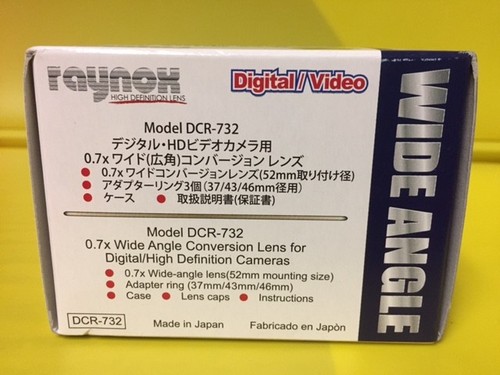 raynox
HIGH DEFINITION LENS
Digital/Video
Model DCR-732
デジタル・HDビデオカメラ用
0.7x ワイド(広角)コンバージョン レンズ
● 0.7x ワイドコンバージョンレンズ(52mm取り付け径)
● アダプターリング3個(37/43/46mm径用)
● ケース ● 取扱説明書(保証書)
Model DCR-732
0.7x Wide Angle Conversion Lens for
Digital/High Definition Cameras
● 0.7x Wide-angle lens(52mm mounting size)
● Adapter ring (37mm/43mm/46mm)
● Case ● Lens caps ● Instructions
DCR-732 Made in Japan Fabricado en Japòn
WIDE ANGLE